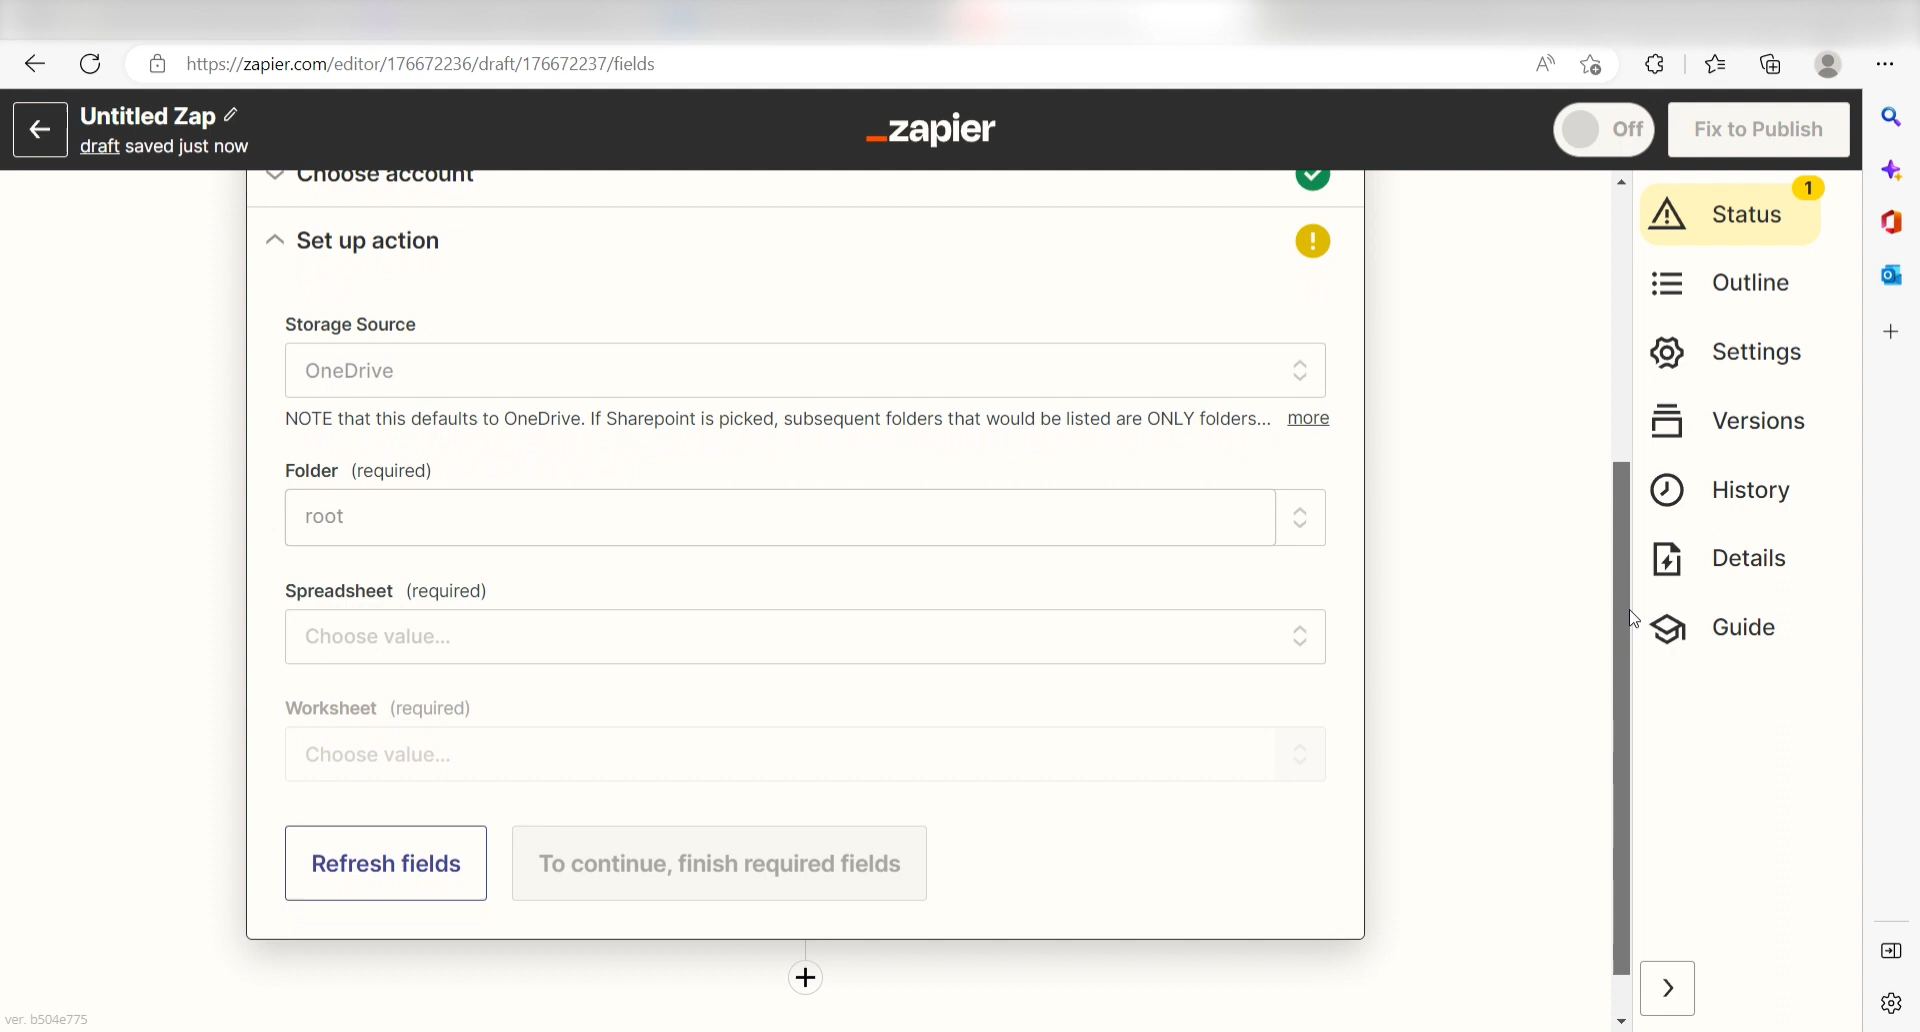 https://zapier.com/editor/176672236/draft/176672237/fields
Untitled Zap
draft saved just now
_zapier
Off
Fix to Publish
Choose account
Set up action
!
Storage Source
OneDrive
NOTE that this defaults to OneDrive. If Sharepoint is picked, subsequent folders that would be listed are ONLY folders... more
Folder (required)
root
Spreadsheet (required)
Choose value...
Worksheet (required)
Choose value...
Refresh fields
To continue, finish required fields
1
Status
Outline
Settings
Versions
History
Details
Guide
ver. b504e775